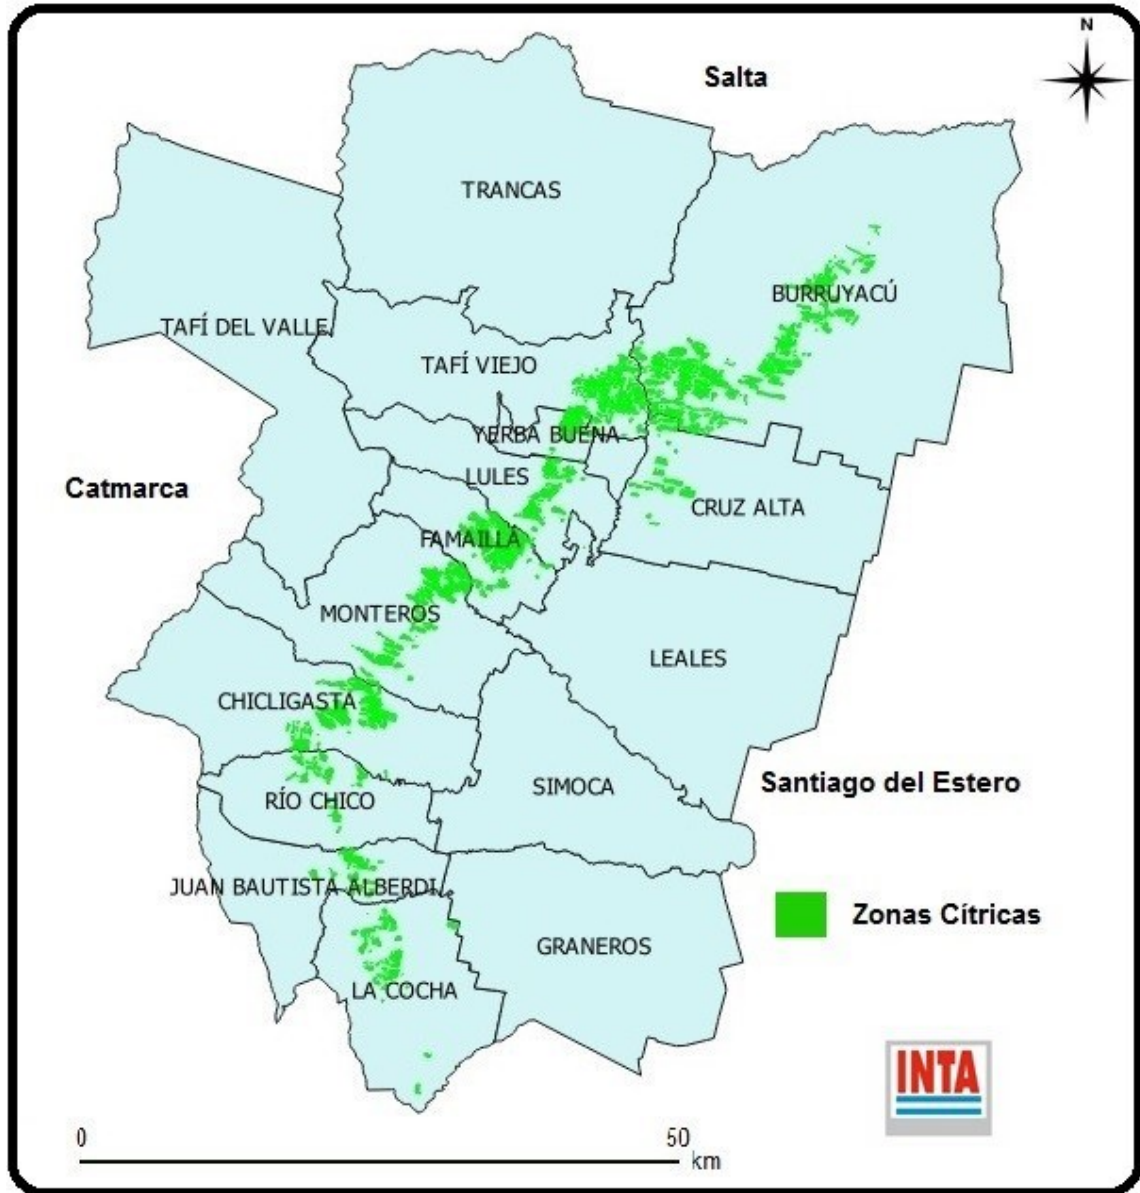 N
Salta
TRANCAS
BURRUYACÚ
TAFÍ DEL VALLE
TAFÍ VIEJO
YERBA BUENA
LULES
Catmarca
CRUZ ALTA
FAMAILLÁ
MONTEROS
LEALES
CHICLIGASTA
SIMOCA
Santiago del Estero
RÍO CHICO
JUAN BAUTISTA ALBERDI
Zonas Cítricas
GRANEROS
LA COCHA
INTA
0
50
km